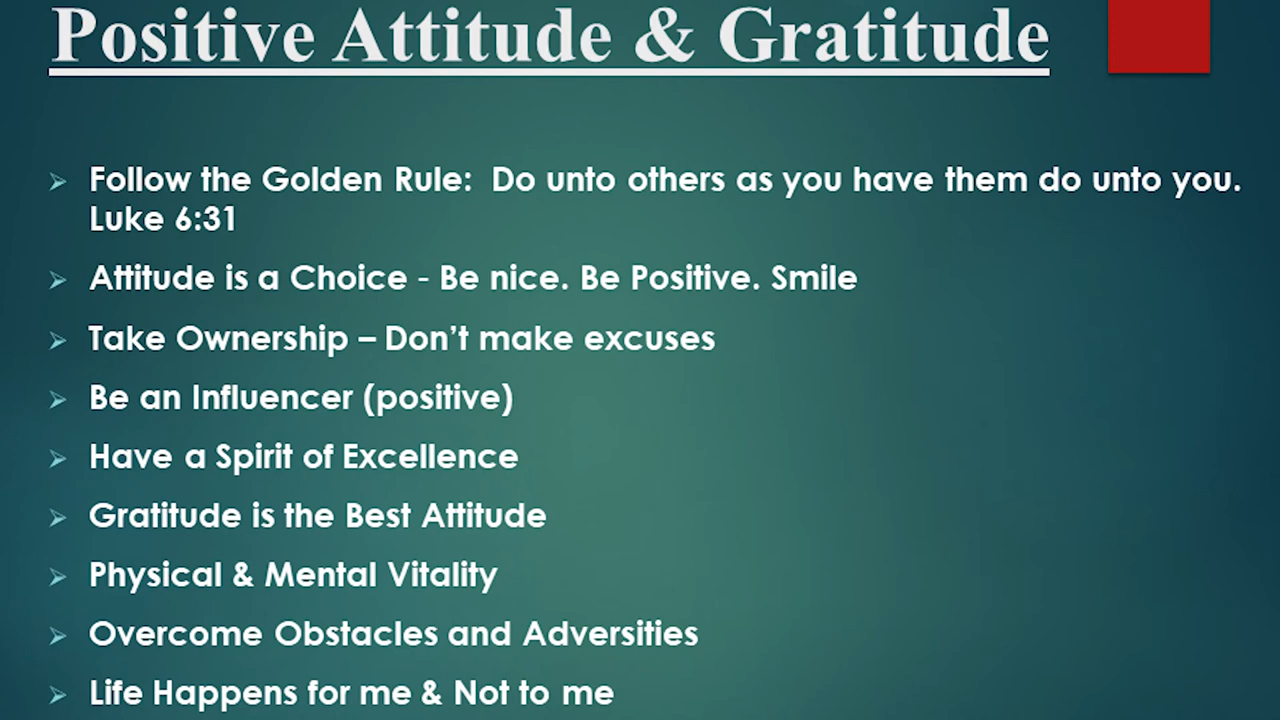 Positive Attitude & Gratitude
Follow the Golden Rule:  Do unto others as you have them do unto you.
Luke 6:31
Attitude is a Choice - Be nice. Be Positive. Smile
Take Ownership – Don’t make excuses
Be an Influencer (positive)
Have a Spirit of Excellence
Gratitude is the Best Attitude
Physical & Mental Vitality
Overcome Obstacles and Adversities
Life Happens for me & Not to me